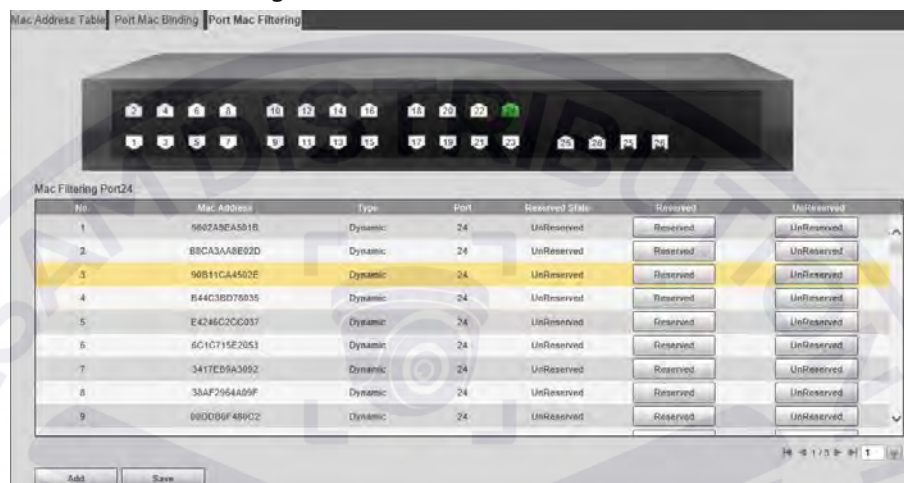 Mac Address Table Port Mac Binding Port Mac Filtering
2 4 6 8 10 12 14 16 18 20 22 24
1 3 5 7 9 11 13 15 17 19 21 23 25 26 25 26
Mac Filtering Port24
No. Mac Address Type Port Reserved State Reserved UnReserved
1 Dynamic 24 UnReserved Reserved UnReserved
2 B8CA3AA8E02D Dynamic 24 UnReserved Reserved UnReserved
3 90B11CA4502E Dynamic 24 UnReserved Reserved UnReserved
4 B44C3BD78035 Dynamic 24 UnReserved Reserved UnReserved
5 E4246C2CC037 Dynamic 24 UnReserved Reserved UnReserved
6 6C1C715E2053 Dynamic 24 UnReserved Reserved UnReserved
7 3417EB9A3092 Dynamic 24 UnReserved Reserved UnReserved
8 38AF2964A09F Dynamic 24 UnReserved Reserved UnReserved
9 Dynamic 24 UnReserved Reserved UnReserved
1/3 1
Add Save